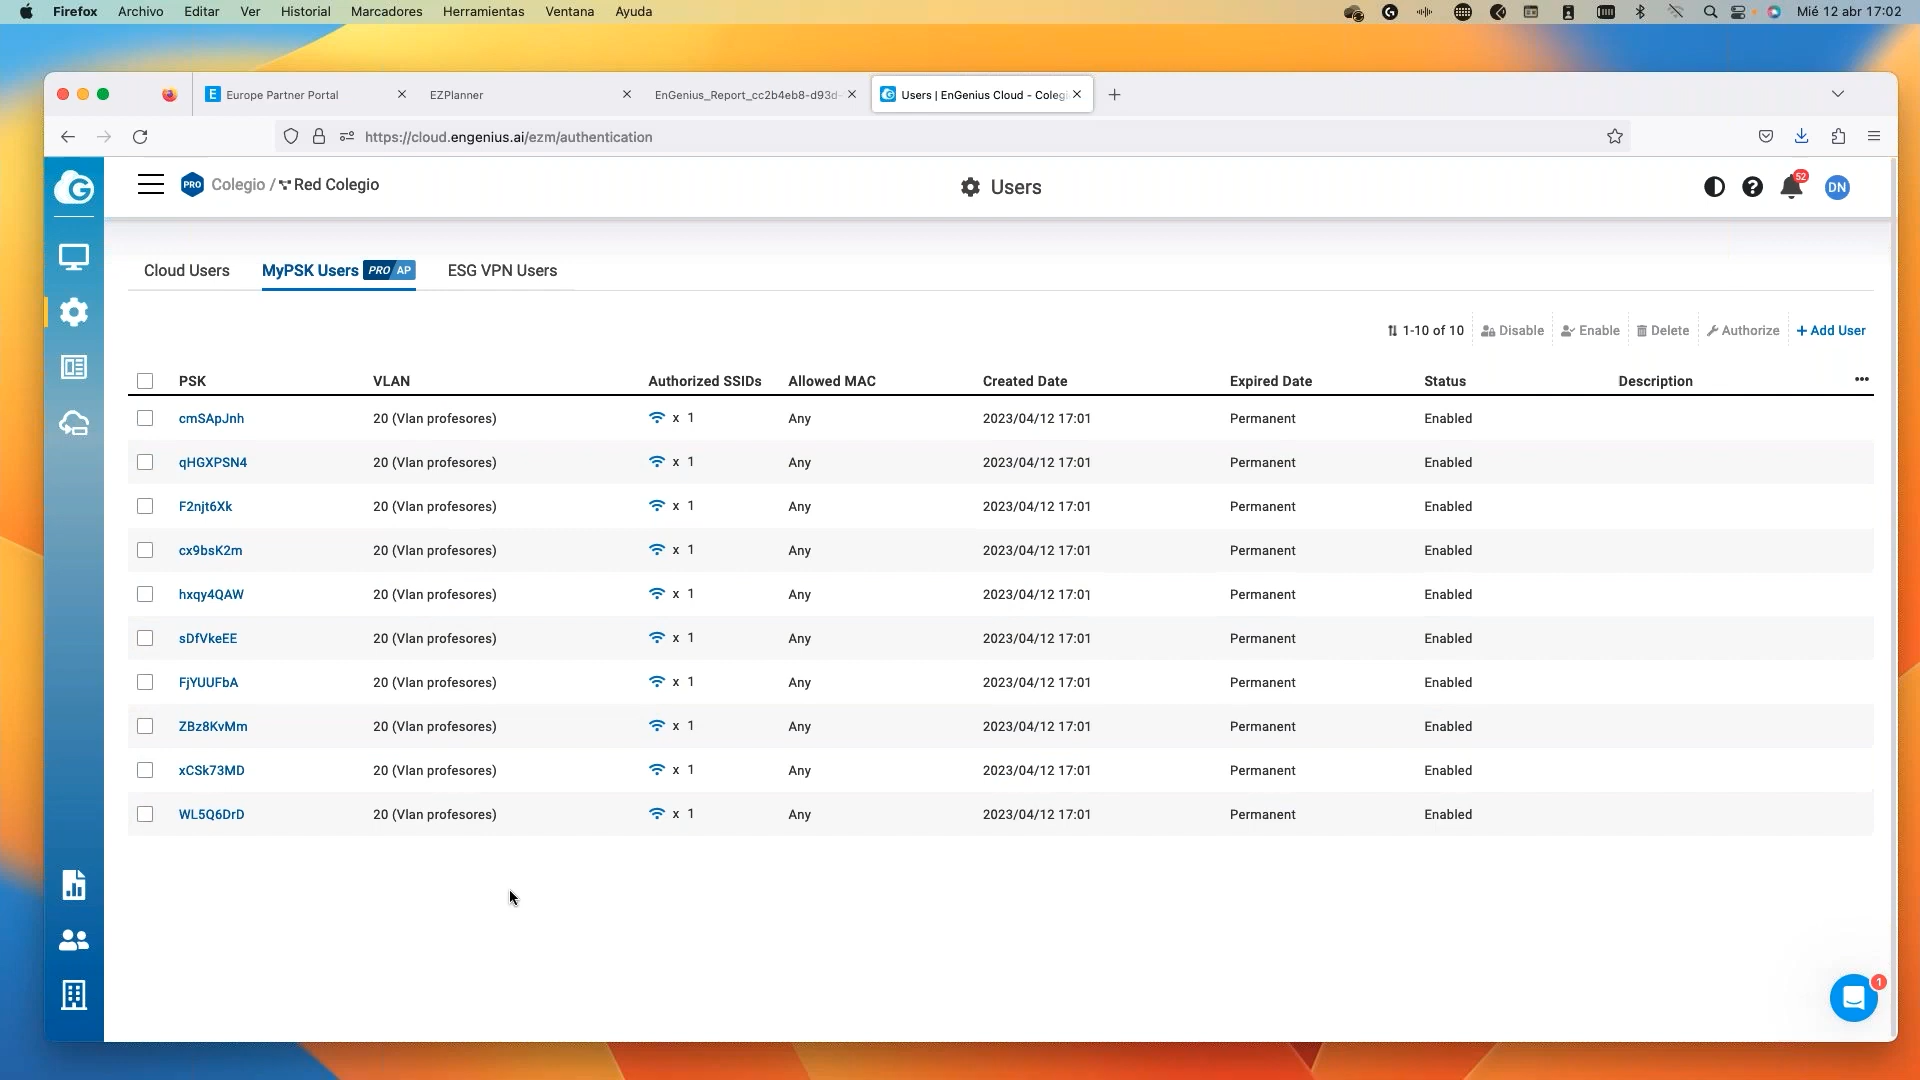 Firefox Archivo Editar Ver Historial Marcadores Herramientas Ventana Ayuda Mié 12 abr 17:02
Europe Partner Portal EZPlanner EnGenius_Report_cc2b4eb8-d93d- Users | EnGenius Cloud - Coleg
https://cloud.engenius.ai/ezm/authentication
PRO Colegio / Red Colegio Users 52 DN
Cloud Users MyPSK Users PRO AP ESG VPN Users
1-10 of 10 Disable Enable Delete Authorize + Add User
PSK VLAN Authorized SSIDs Allowed MAC Created Date Expired Date Status Description •••
cmSApJnh 20 (Vlan profesores) x 1 Any 2023/04/12 17:01 Permanent Enabled
qHGXPSN4 20 (Vlan profesores) x 1 Any 2023/04/12 17:01 Permanent Enabled
F2njt6Xk 20 (Vlan profesores) x 1 Any 2023/04/12 17:01 Permanent Enabled
cx9bsK2m 20 (Vlan profesores) x 1 Any 2023/04/12 17:01 Permanent Enabled
hxqy4QAW 20 (Vlan profesores) x 1 Any 2023/04/12 17:01 Permanent Enabled
sDfVkeEE 20 (Vlan profesores) x 1 Any 2023/04/12 17:01 Permanent Enabled
FjYUUFbA 20 (Vlan profesores) x 1 Any 2023/04/12 17:01 Permanent Enabled
ZBz8KvMm 20 (Vlan profesores) x 1 Any 2023/04/12 17:01 Permanent Enabled
xCSk73MD 20 (Vlan profesores) x 1 Any 2023/04/12 17:01 Permanent Enabled
WL5Q6DrD 20 (Vlan profesores) x 1 Any 2023/04/12 17:01 Permanent Enabled
1